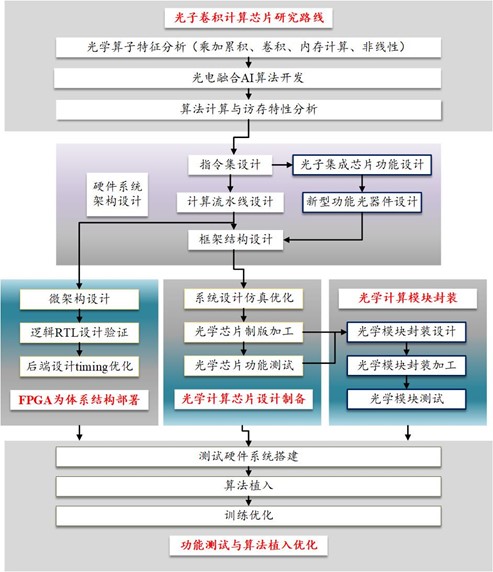 光子卷积计算芯片研究路线
光学算子特征分析（乘加累积、卷积、内存计算、非线性）
光电融合AI算法开发
算法计算与访存特性分析
硬件系统
架构设计
指令集设计
光子集成芯片功能设计
计算流水线设计
新型功能光器件设计
框架结构设计
微架构设计
逻辑RTL设计验证
后端设计timing优化
FPGA为体系结构部署
系统设计仿真优化
光学芯片制版加工
光学芯片功能测试
光学计算芯片设计制备
光学计算模块封装
光学模块封装设计
光学模块封装加工
光学模块测试
测试硬件系统搭建
算法植入
训练优化
功能测试与算法植入优化